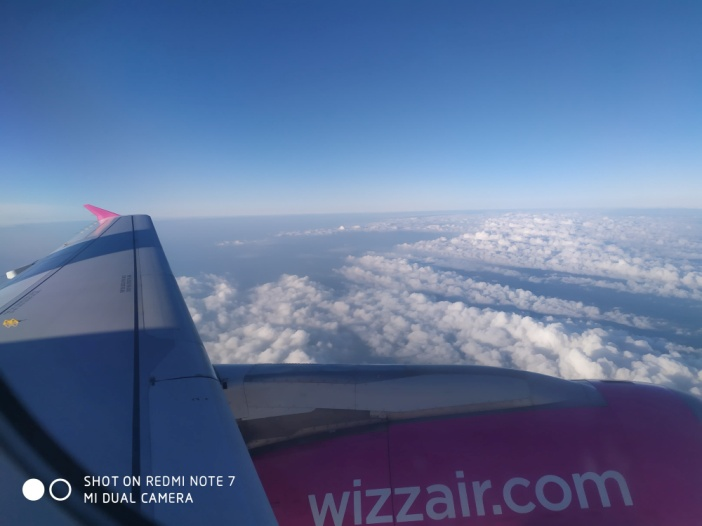 wizzair.com
SHOT ON REDMI NOTE 7
MI DUAL CAMERA